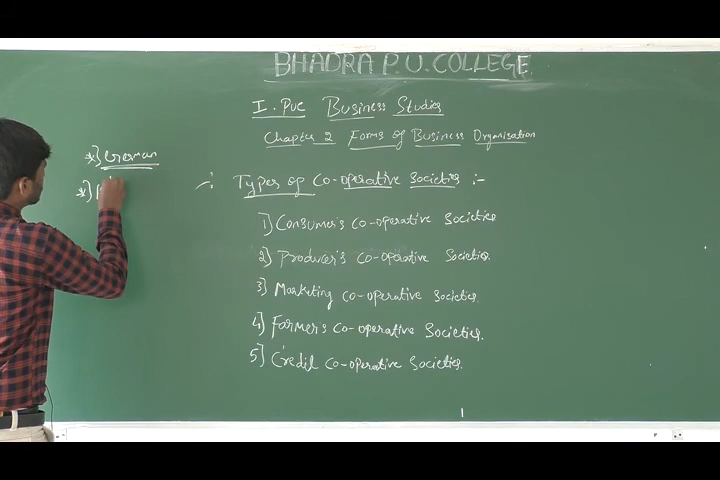 BHADRA P.U. COLLEGE
I. PUC Business Studies
Chapter 2 Forms of Business Organisation
*] German
*]
∴ Types of Co-operative Societies :-
1] Consumer's Co-operative Societies
2] Producer's Co-operative Societies.
3] Marketing Co-operative Societies.
4] Farmer's Co-operative Societies.
5] Credit Co-operative Societies.